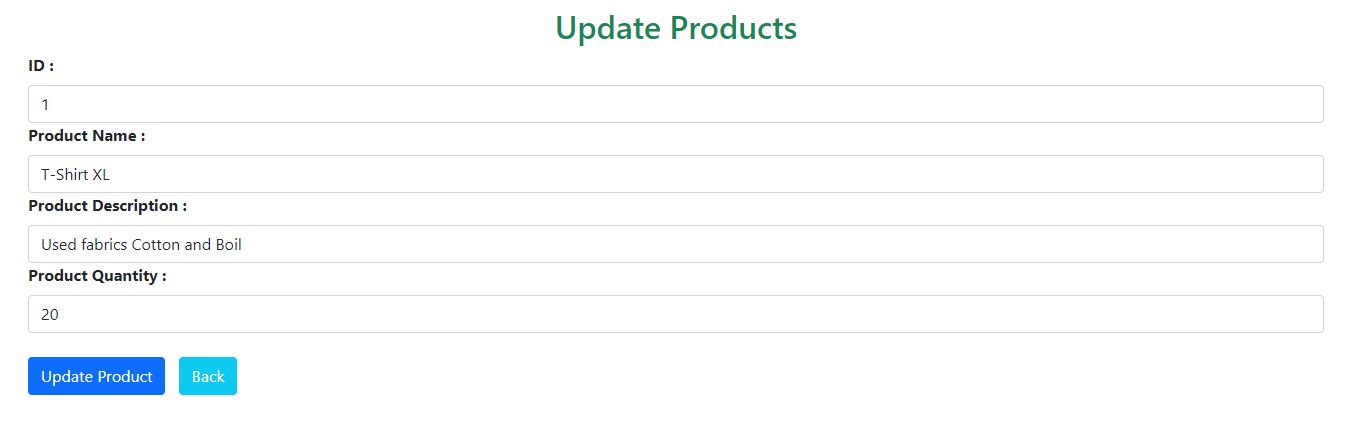 Update Products
ID :
1
Product Name :
T-Shirt XL
Product Description :
Used fabrics Cotton and Boil
Product Quantity :
20
Update Product Back